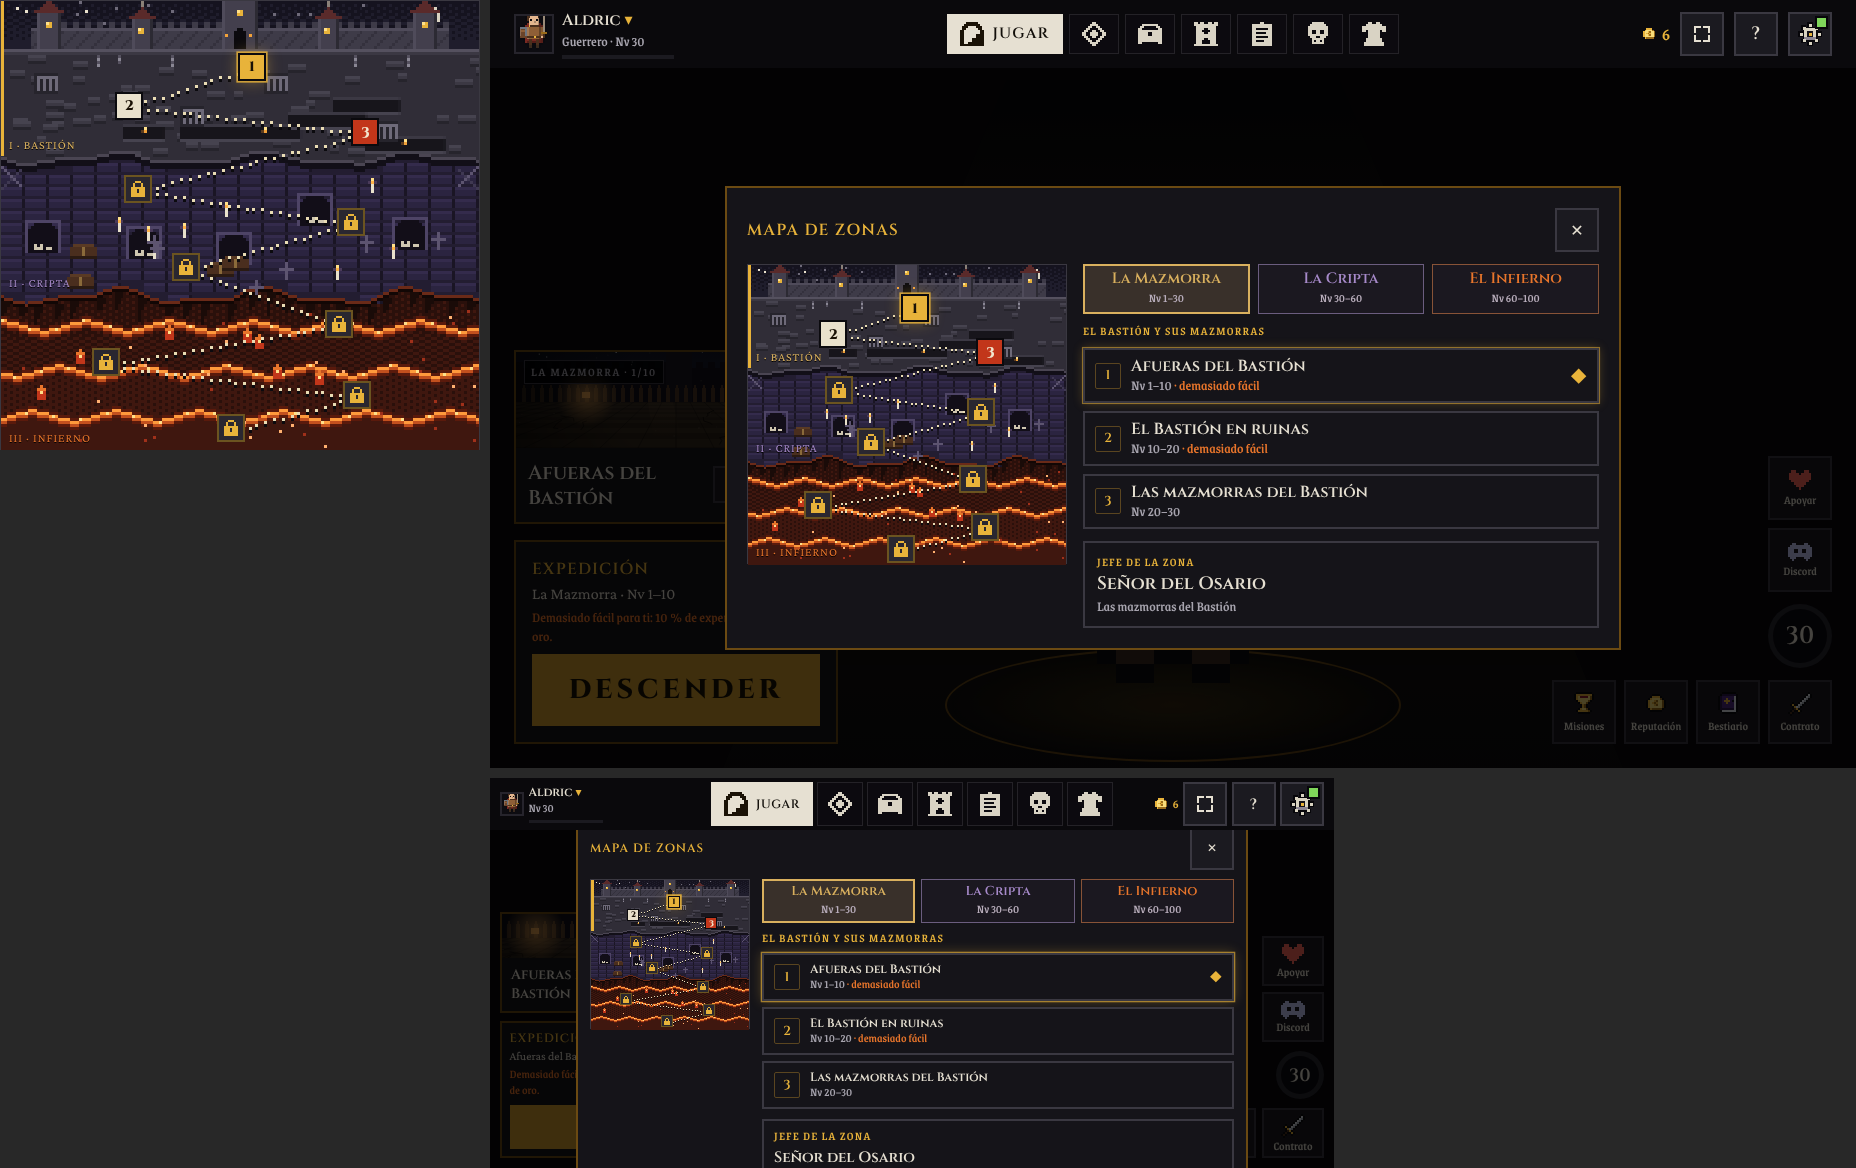 1
2
3
I · BASTIÓN
II · CRIPTA
III · INFIERNO
ALDRIC
Guerrero · Nv 30
JUGAR
6
?
MAPA DE ZONAS
×
1
2
3
I · BASTIÓN
II · CRIPTA
III · INFIERNO
LA MAZMORRA
Nv 1–30
LA CRIPTA
Nv 30–60
EL INFIERNO
Nv 60–100
EL BASTIÓN Y SUS MAZMORRAS
1
AFUERAS DEL BASTIÓN
Nv 1–10 · demasiado fácil
2
EL BASTIÓN EN RUINAS
Nv 10–20 · demasiado fácil
3
LAS MAZMORRAS DEL BASTIÓN
Nv 20–30
JEFE DE LA ZONA
SEÑOR DEL OSARIO
Las mazmorras del Bastión
LA MAZMORRA · 1/10
AFUERAS DEL
BASTIÓN
EXPEDICIÓN
La Mazmorra · Nv 1–10
Demasiado fácil para ti: 10 % de exper
oro.
DESCENDER
Apoyar
Discord
30
Misiones
Reputación
Bestiario
Contrato
ALDRIC
Nv 30
JUGAR
6
?
MAPA DE ZONAS
×
1
2
3
LA MAZMORRA
Nv 1–30
LA CRIPTA
Nv 30–60
EL INFIERNO
Nv 60–100
EL BASTIÓN Y SUS MAZMORRAS
1
AFUERAS DEL BASTIÓN
Nv 1–10 · demasiado fácil
2
EL BASTIÓN EN RUINAS
Nv 10–20 · demasiado fácil
3
LAS MAZMORRAS DEL BASTIÓN
Nv 20–30
JEFE DE LA ZONA
SEÑOR DEL OSARIO
AFUERAS
BASTIÓN
EXPEDICI
Afueras del Ba
Demasiado fáci
de oro.
Apoyar
Discord
30
Contrato